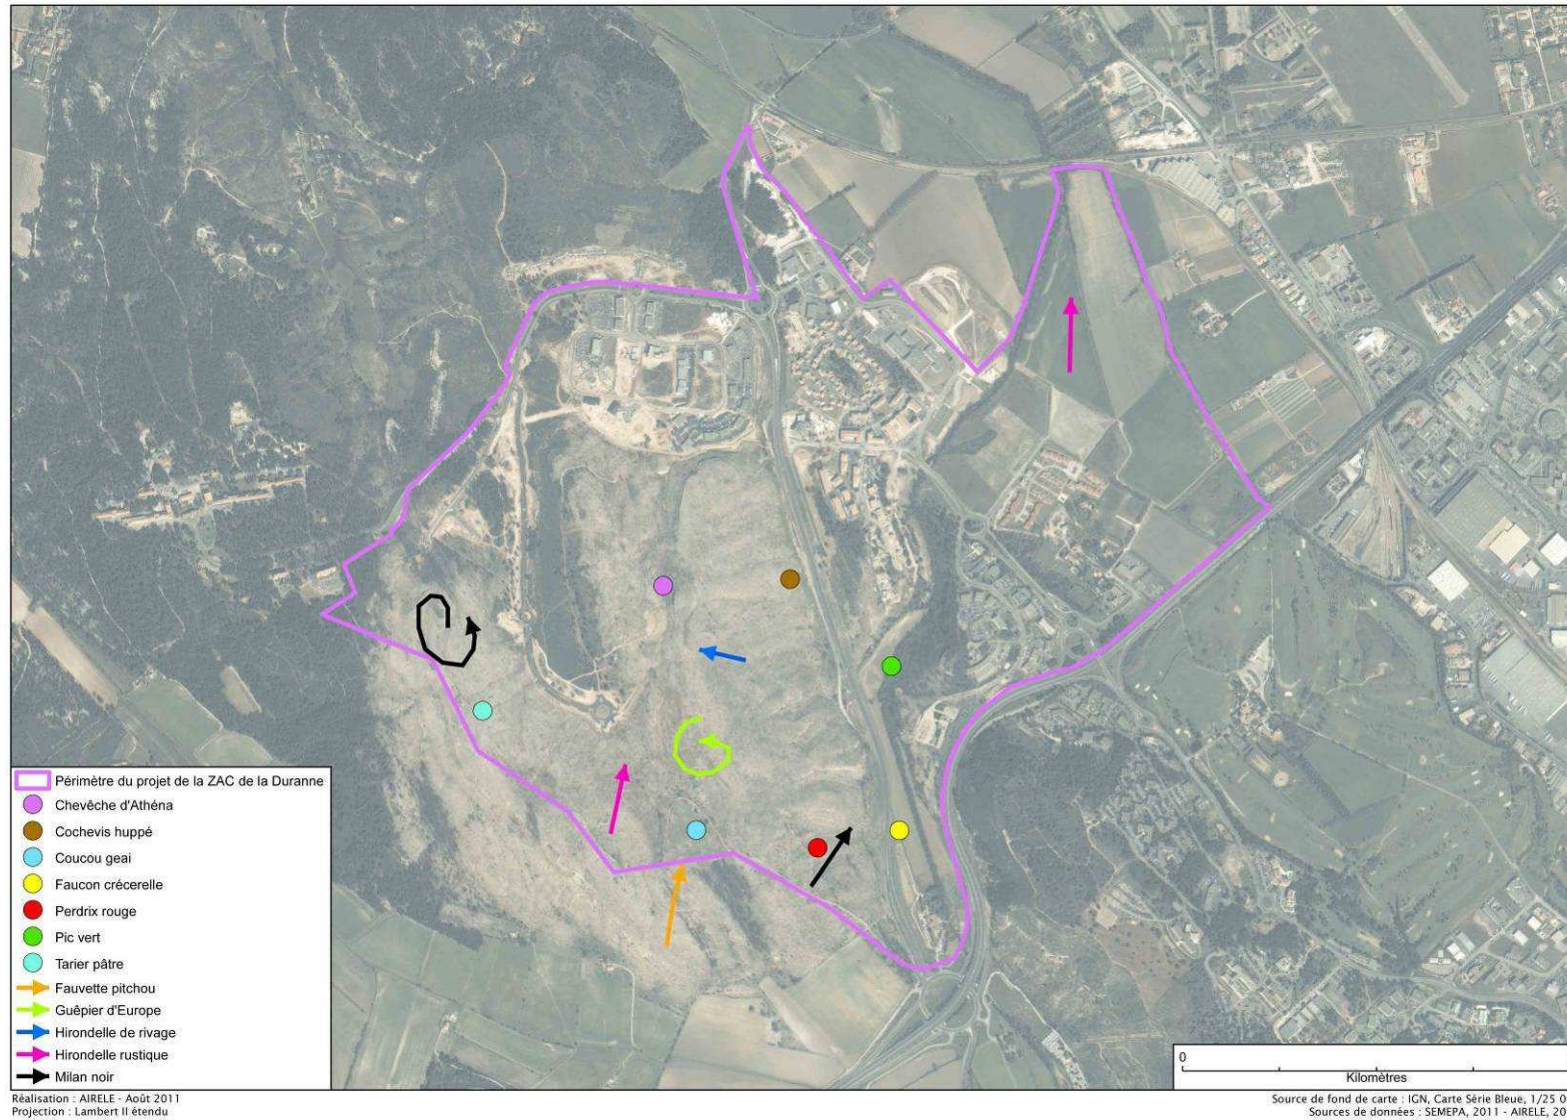 Périmètre du projet de la ZAC de la Duranne
Chevêche d'Athéna
Cochevis huppé
Coucou geai
Faucon crécerelle
Perdrix rouge
Pic vert
Tarier pâtre
Fauvette pitchou
Guêpier d'Europe
Hirondelle de rivage
Hirondelle rustique
Milan noir
0
Kilomètres
Réalisation : AIRELE - Août 2011
Projection : Lambert II étendu
Source de fond de carte : IGN, Carte Série Bleue, 1/25 0
Sources de données : SEMEPA, 2011 - AIRELE, 20